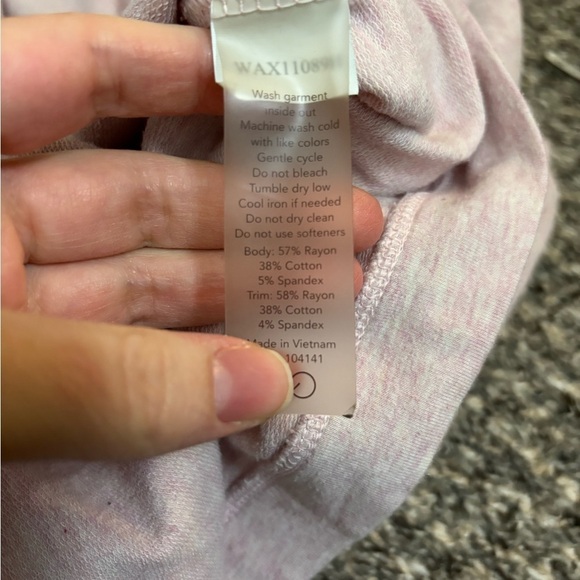 Wash garment
inside out
Machine wash cold
with like colors
Gentle cycle
Do not bleach
Tumble dry low
Cool iron if needed
Do not dry clean
Do not use softeners
Body: 57% Rayon
38% Cotton
5% Spandex
Trim: 58% Rayon
38% Cotton
4% Spandex
Made in Vietnam
104141